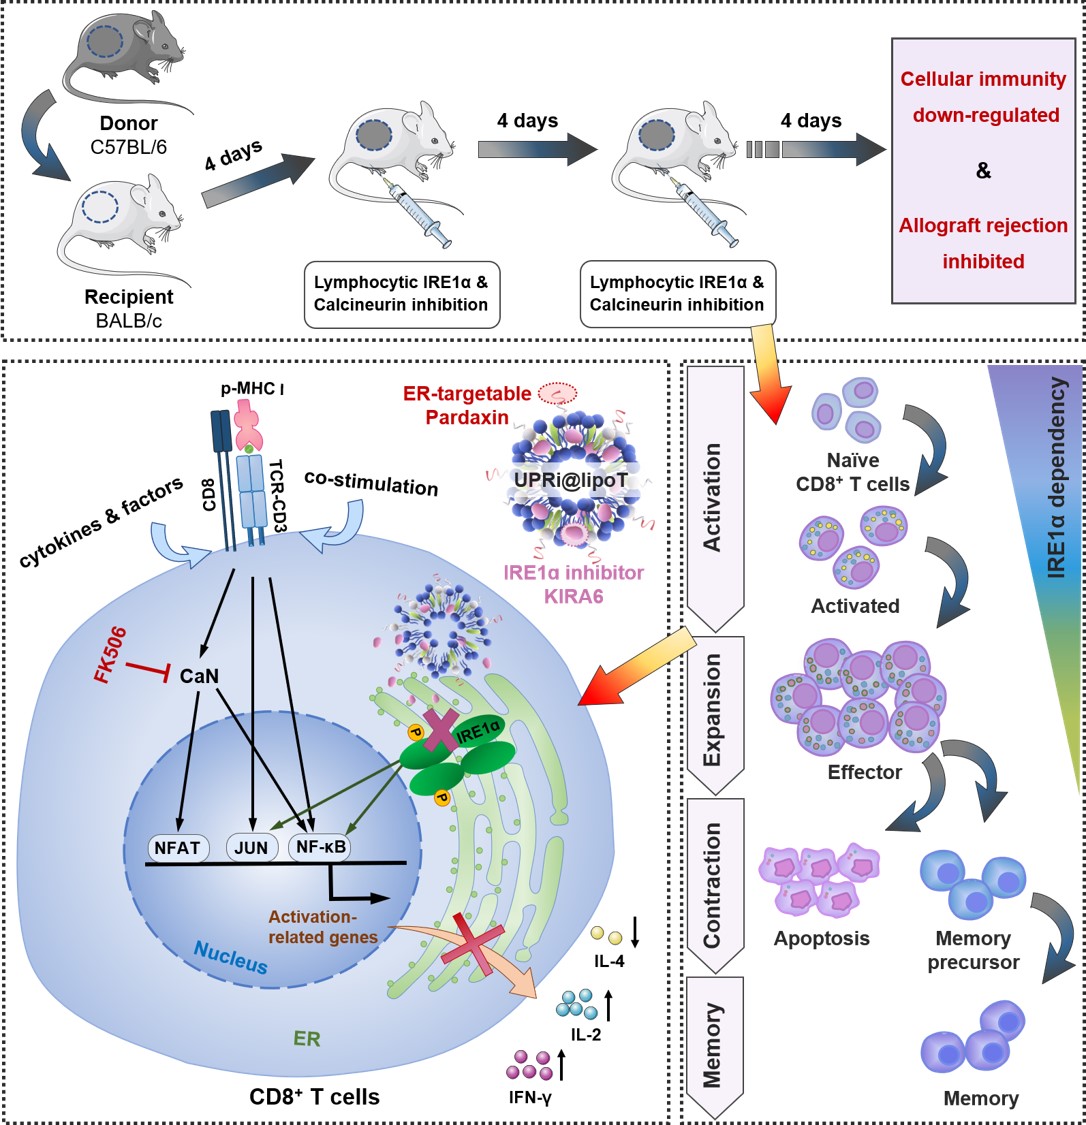 Donor
C57BL/6
Recipient
BALB/c
4 days
4 days
4 days
Lymphocytic IRE1α &
Calcineurin inhibition
Lymphocytic IRE1α &
Calcineurin inhibition
Cellular immunity
down-regulated
&
Allograft rejection
inhibited
p-MHC I
CD8
TCR-CD3
cytokines & factors
co-stimulation
ER-targetable
Pardaxin
UPRi@lipoT
IRE1α inhibitor
KIRA6
FK506
CaN
P
IRE1α
P
NFAT
JUN
NF-κB
Activation-
related genes
Nucleus
ER
IL-4
IL-2
IFN-γ
CD8⁺ T cells
Activation
Expansion
Contraction
Memory
Naïve
CD8⁺ T cells
Activated
Effector
Apoptosis
Memory
precursor
Memory
IRE1α dependency